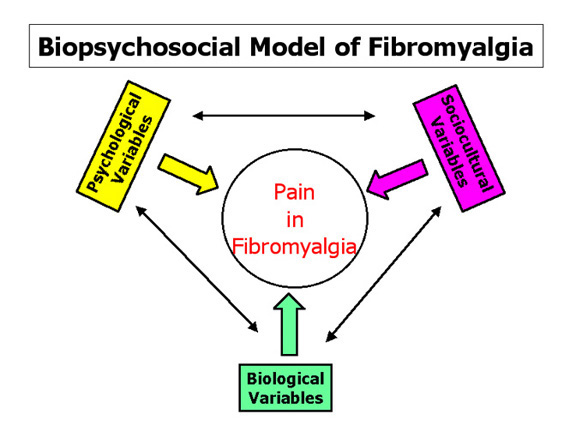 Biopsychosocial Model of Fibromyalgia
Psychological
Variables
Sociocultural
Variables
Pain
in
Fibromyalgia
Biological
Variables